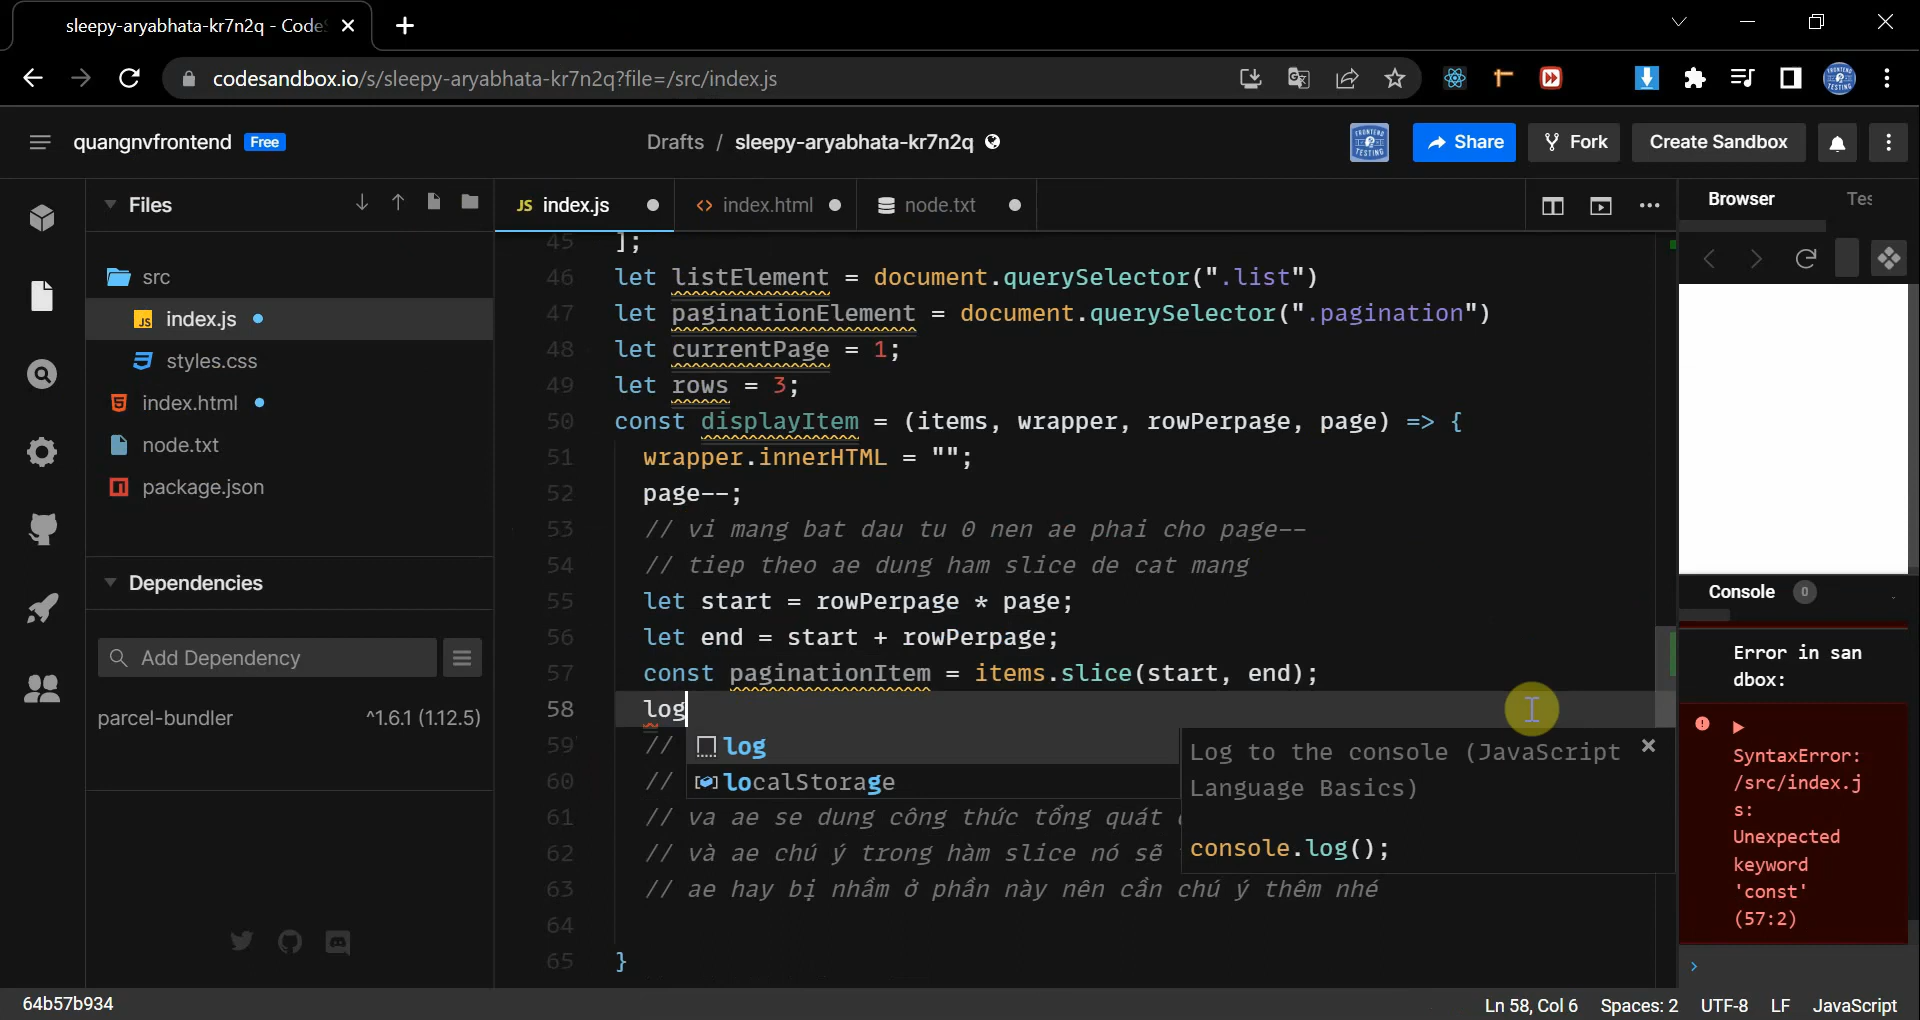 sleepy-aryabhata-kr7n2q - Code
codesandbox.io/s/sleepy-aryabhata-kr7n2q?file=/src/index.js
quangnvfrontend Free
Drafts / sleepy-aryabhata-kr7n2q
Share
Fork
Create Sandbox
Files
src
index.js
styles.css
index.html
node.txt
package.json
Dependencies
Add Dependency
parcel-bundler ^1.6.1 (1.12.5)
JS index.js
<> index.html
node.txt
45 ];
46 let listElement = document.querySelector(".list")
47 let paginationElement = document.querySelector(".pagination")
48 let currentPage = 1;
49 let rows = 3;
50 const displayItem = (items, wrapper, rowPerpage, page) => {
51 wrapper.innerHTML = "";
52 page--;
53 // vi mang bat dau tu 0 nen ae phai cho page--
54 // tiep theo ae dung ham slice de cat mang
55 let start = rowPerpage * page;
56 let end = start + rowPerpage;
57 const paginationItem = items.slice(start, end);
58 log
59 //
60 //
61 // va ae se dung công thức tổng quát
62 // và ae chú ý trong hàm slice nó sẽ
63 // ae hay bị nhầm ở phần này nên cần chú ý thêm nhé
64
65 }
log
localStorage
Log to the console (JavaScript
Language Basics)
console.log();
Browser
Tes
Console 0
Error in san
dbox:
SyntaxError:
/src/index.j
s:
Unexpected
keyword
'const'
(57:2)
64b57b934
Ln 58, Col 6 Spaces: 2 UTF-8 LF JavaScript